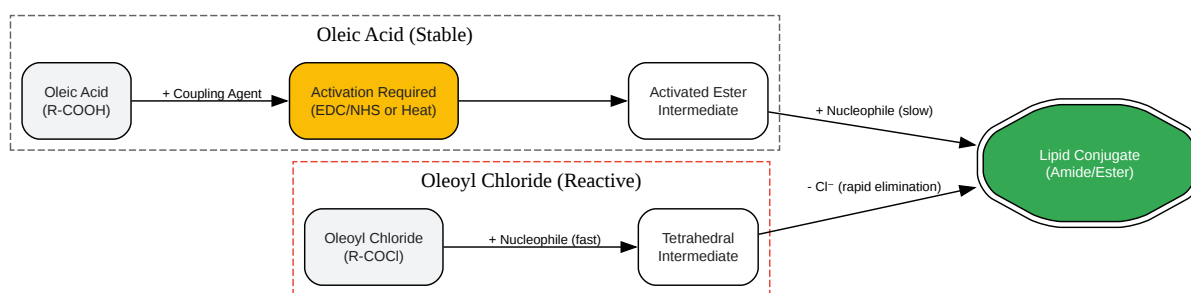 Oleic Acid (Stable)
Oleic Acid
(R-COOH)
+ Coupling Agent
Activation Required
(EDC/NHS or Heat)
Activated Ester
Intermediate
+ Nucleophile (slow)
Lipid Conjugate
(Amide/Ester)
Oleoyl Chloride (Reactive)
Oleoyl Chloride
(R-COCl)
+ Nucleophile (fast)
Tetrahedral
Intermediate
- Cl⁻ (rapid elimination)